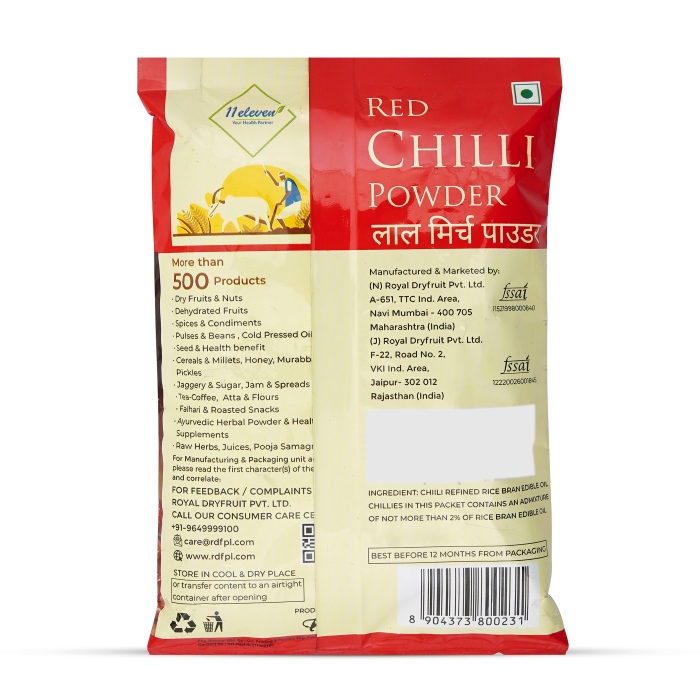 11 eleven
Your Health Partner
More than
500 Products
· Dry Fruits & Nuts
· Dehydrated Fruits
· Spices & Condiments
· Pulses & Beans , Cold Pressed Oil
· Seed & Health benefit
· Cereals & Millets, Honey, Murabb
Pickles
· Jaggery & Sugar, Jam & Spreads
· Tea-Coffee, Atta & Flours
· Falhari & Roasted Snacks
· Ayurvedic Herbal Powder & Healt
Supplements
· Raw Herbs, Juices, Pooja Samagr
For Manufacturing & Packaging unit a
please read the first character(s) of the
and correlate:
FOR FEEDBACK / COMPLAINTS
ROYAL DRYFRUIT PVT. LTD.
CALL OUR CONSUMER CARE CE
+91-9649999100
care@rdfpl.com
www.rdfpl.com
STORE IN COOL & DRY PLACE
or transfer content to an airtight
container after opening
PROD
RED
CHILLI
POWDER
लाल मिर्च पाउडर
Manufactured & Marketed by:
(N) Royal Dryfruit Pvt. Ltd.
A-651, TTC Ind. Area,
Navi Mumbai - 400 705
Maharashtra (India)
(J) Royal Dryfruit Pvt. Ltd.
F-22, Road No. 2,
VKI Ind. Area,
Jaipur- 302 012
Rajasthan (India)
fssai
11521998000840
fssai
12220026001845
INGREDIENT: CHIILI REFINED RICE BRAN EDIBLE OIL
CHILLIES IN THIS PACKET CONTAINS AN ADMIXTURE
OF NOT MORE THAN 2% OF RICE BRAN EDIBLE OIL
BEST BEFORE 12 MONTHS FROM PACKAGING
8 904373 800231